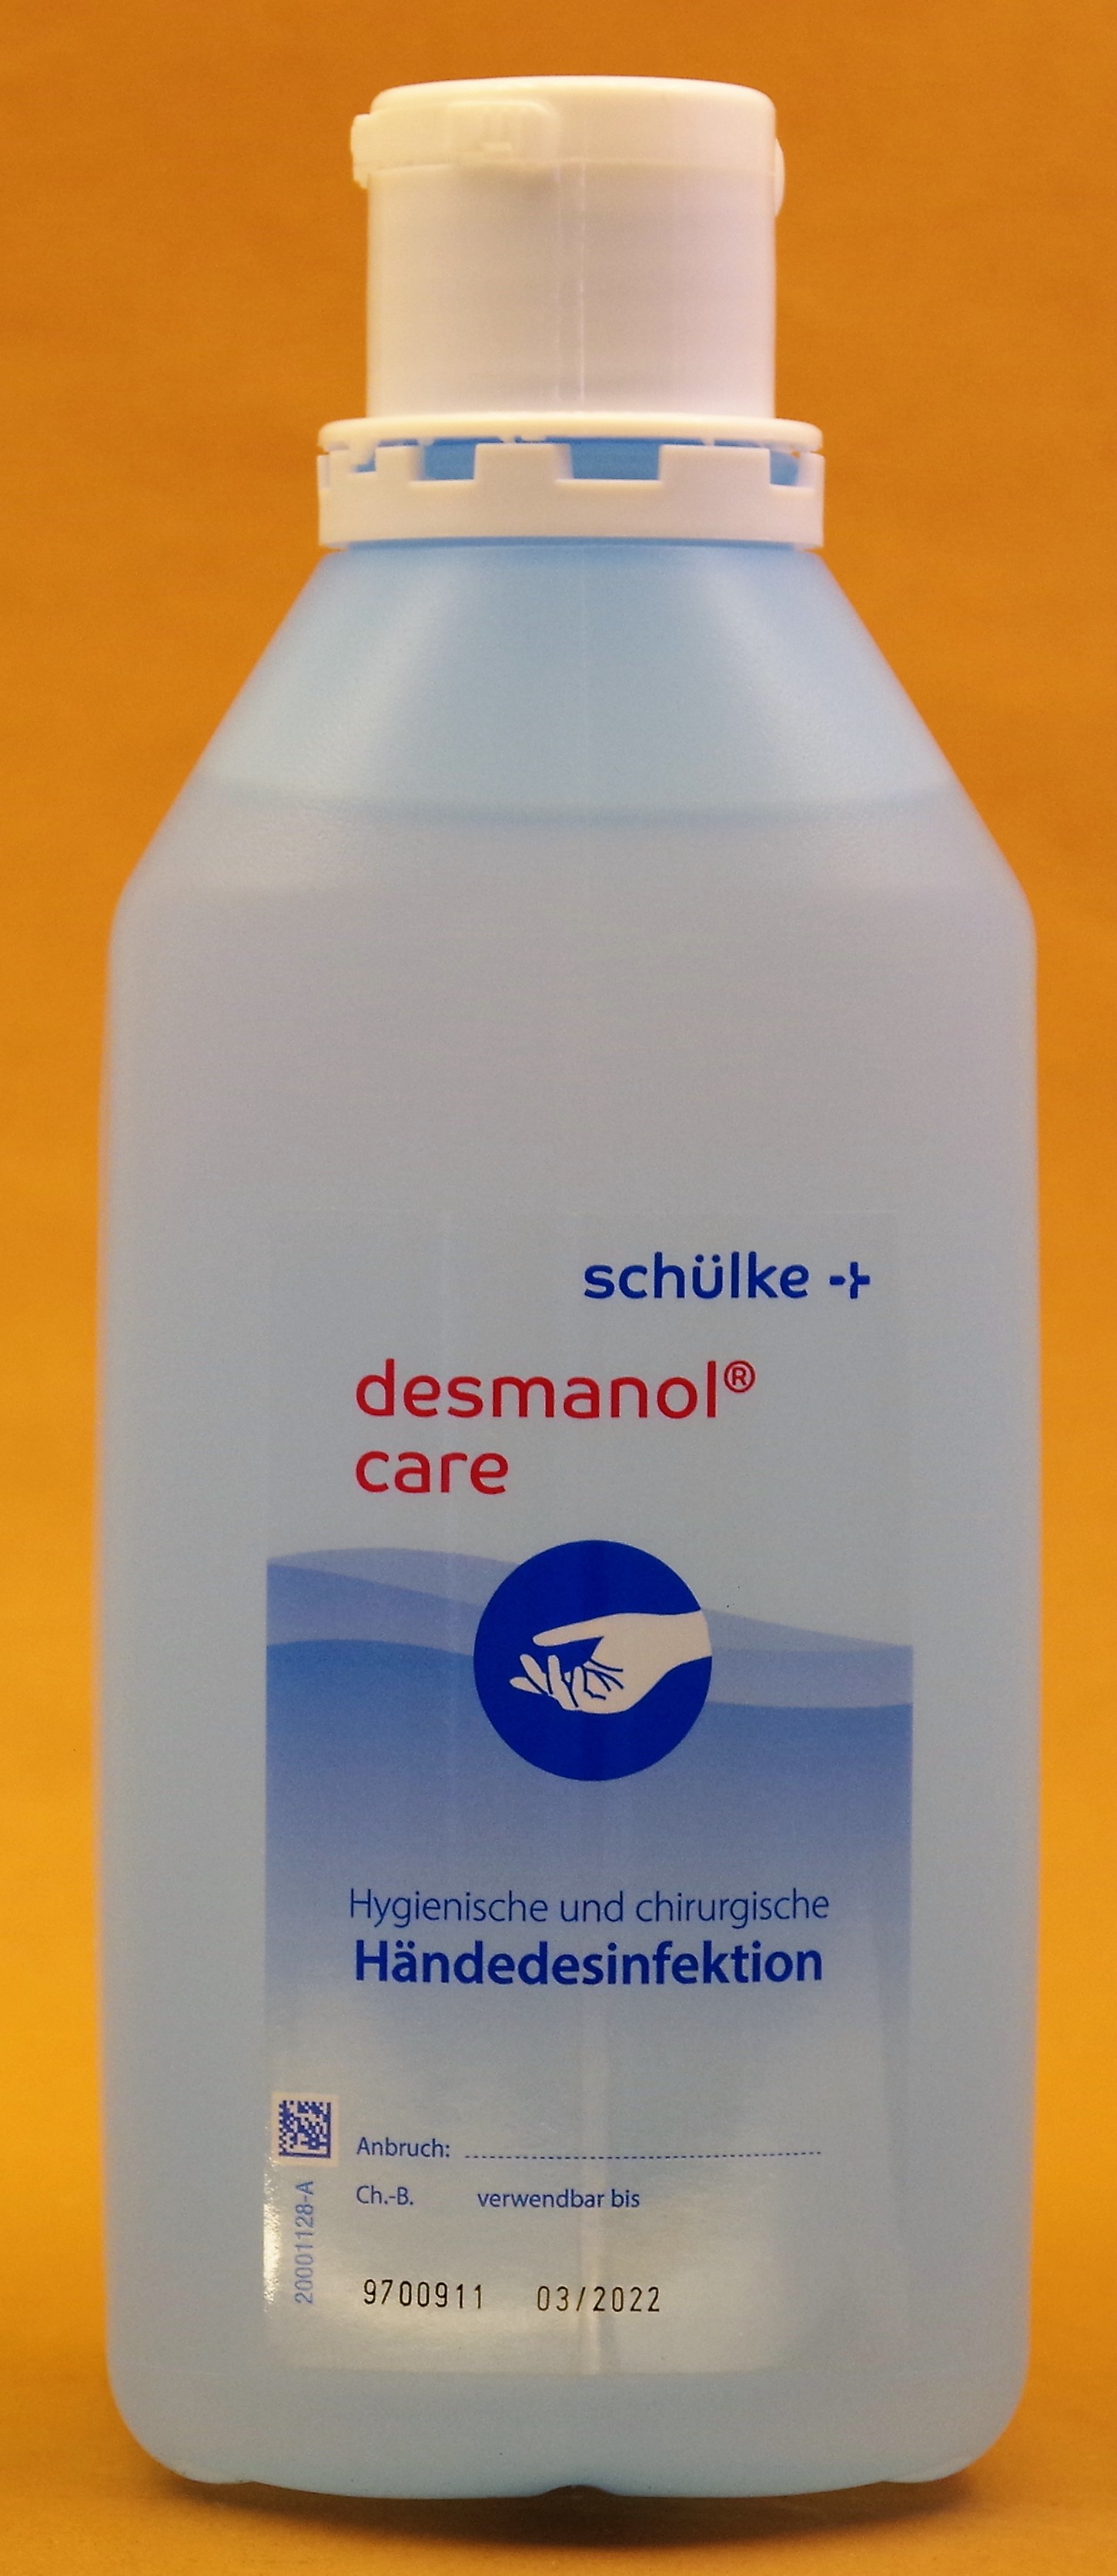 schülke -+
desmanol®
care
Hygienische und chirurgische
Händedesinfektion
Anbruch:
Ch.-B. verwendbar bis
20001128-A
9700911 03/2022